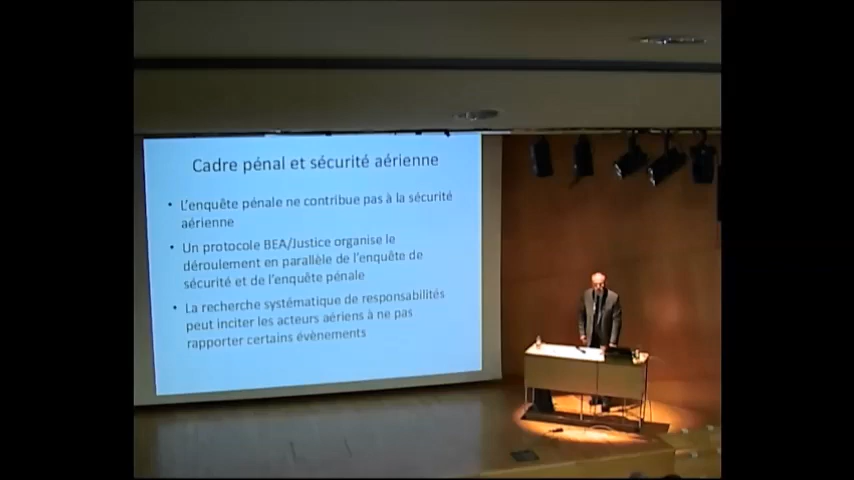 Cadre pénal et sécurité aérienne
• L'enquête pénale ne contribue pas à la sécurité
aérienne
• Un protocole BEA/Justice organise le
déroulement en parallèle de l'enquête de
sécurité et de l'enquête pénale
• La recherche systématique de responsabilités
peut inciter les acteurs aériens à ne pas
rapporter certains évènements